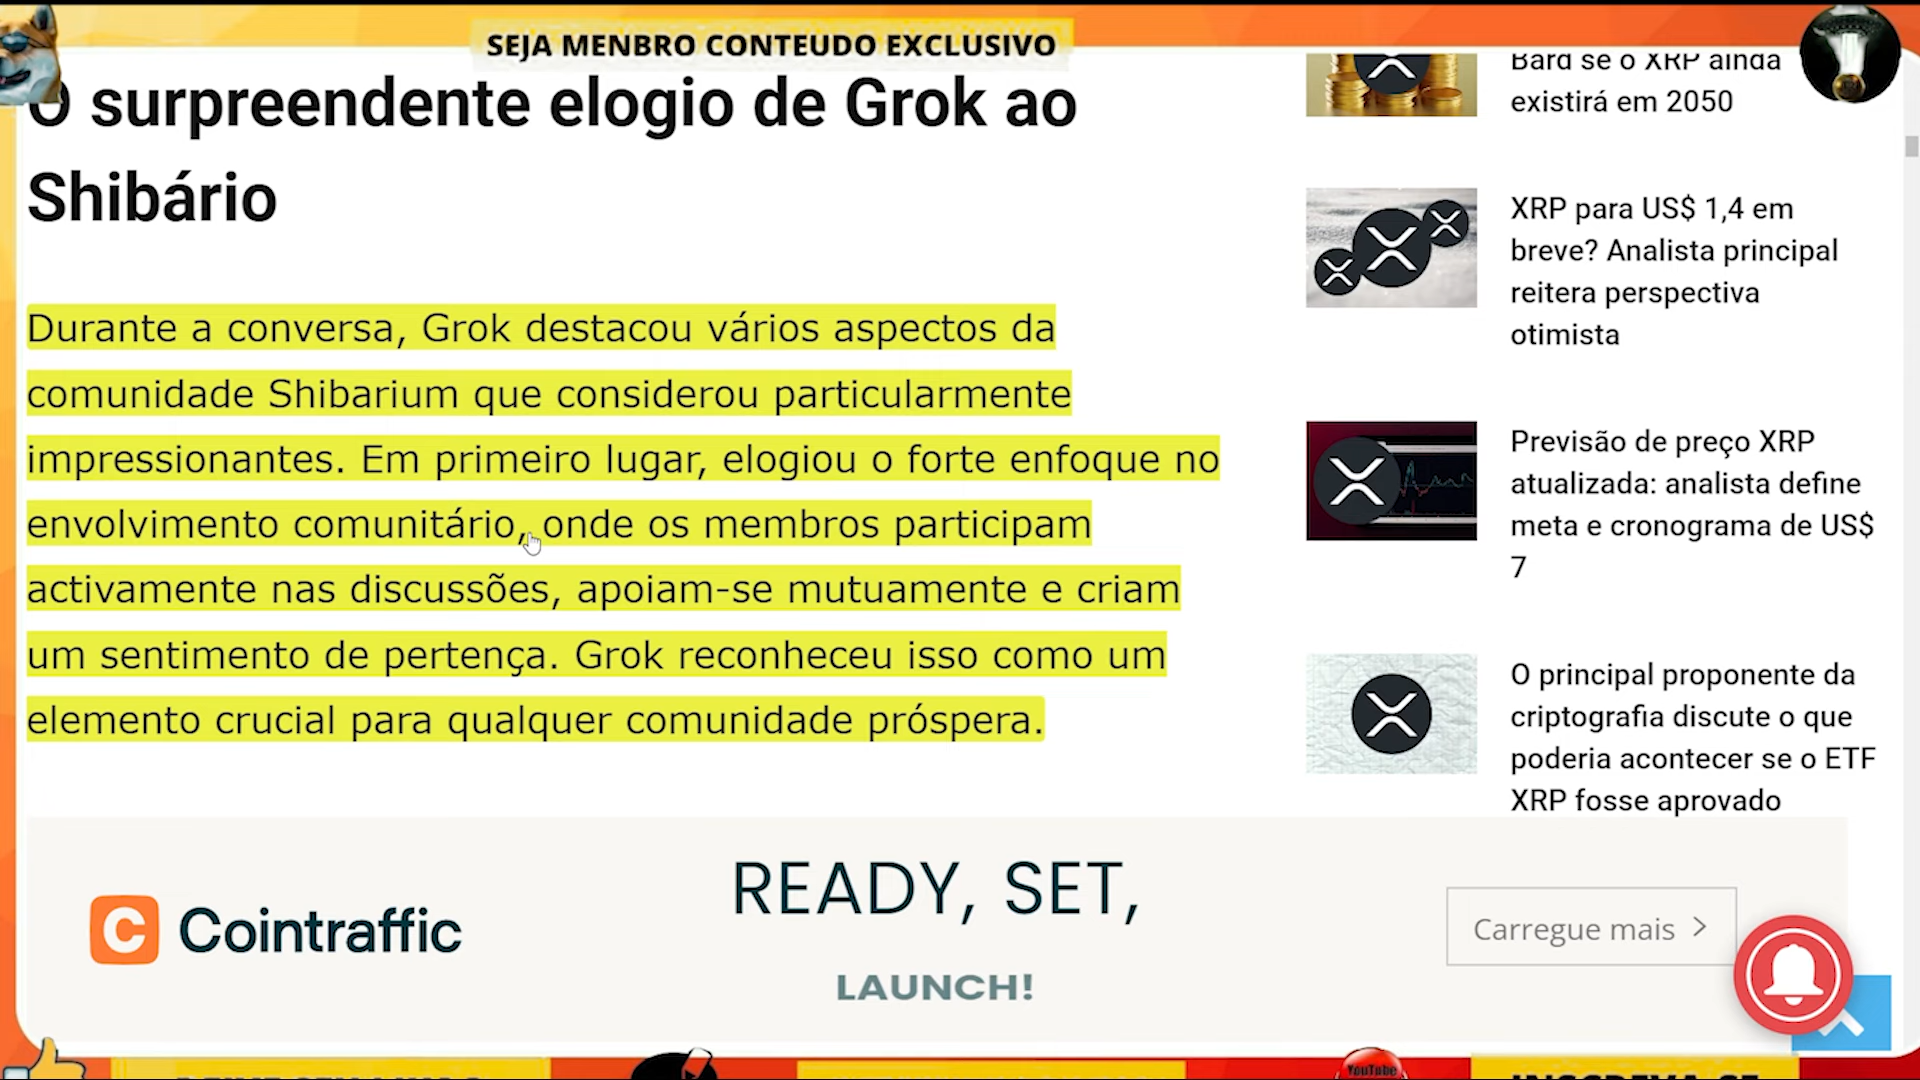 SEJA MENBRO CONTEUDO EXCLUSIVO
O surpreendente elogio de Grok ao
Shibário
Durante a conversa, Grok destacou vários aspectos da
comunidade Shibarium que considerou particularmente
impressionantes. Em primeiro lugar, elogiou o forte enfoque no
envolvimento comunitário, onde os membros participam
activamente nas discussões, apoiam-se mutuamente e criam
um sentimento de pertença. Grok reconheceu isso como um
elemento crucial para qualquer comunidade próspera.
Bard se o XRP ainda
existirá em 2050
XRP para US$ 1,4 em
breve? Analista principal
reitera perspectiva
otimista
Previsão de preço XRP
atualizada: analista define
meta e cronograma de US$
7
O principal proponente da
criptografia discute o que
poderia acontecer se o ETF
XRP fosse aprovado
Cointraffic
READY, SET,
LAUNCH!
Carregue mais
YouTube